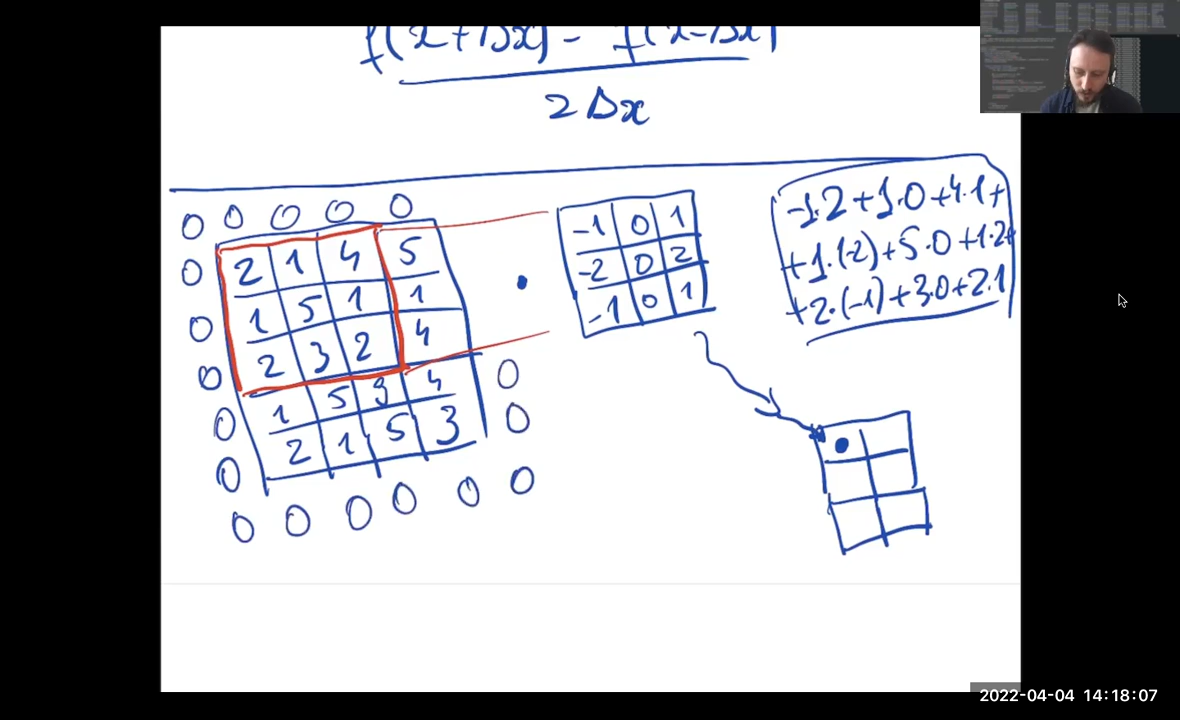 f(x+Δx) - f(x-Δx)
2Δx
0 0 0 0 0
0 2 1 4 5
0 1 5 1 1
0 2 3 2 4
0 1 5 3 4 0
0 2 1 5 3 0
0 0 0 0 0 0
·
-1 0 1
-2 0 2
-1 0 1
-1·2+1·0+4·1+
+1·(-2)+5·0+1·2+
+2·(-1)+3·0+2·1
2022-04-04 14:18:07